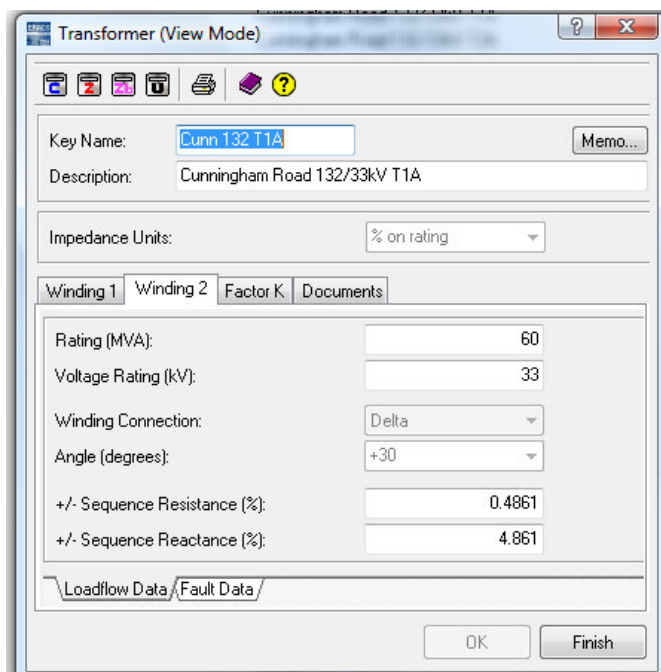 Transformer (View Mode)
C Z Zb U
Key Name: Cunn 132 T1A Memo...
Description: Cunningham Road 132/33kV T1A
Impedance Units: % on rating
Winding 1 Winding 2 Factor K Documents
Rating (MVA): 60
Voltage Rating (kV): 33
Winding Connection: Delta
Angle (degrees): +30
+/- Sequence Resistance (%): 0.4861
+/- Sequence Reactance (%): 4.861
Loadflow Data Fault Data
OK Finish